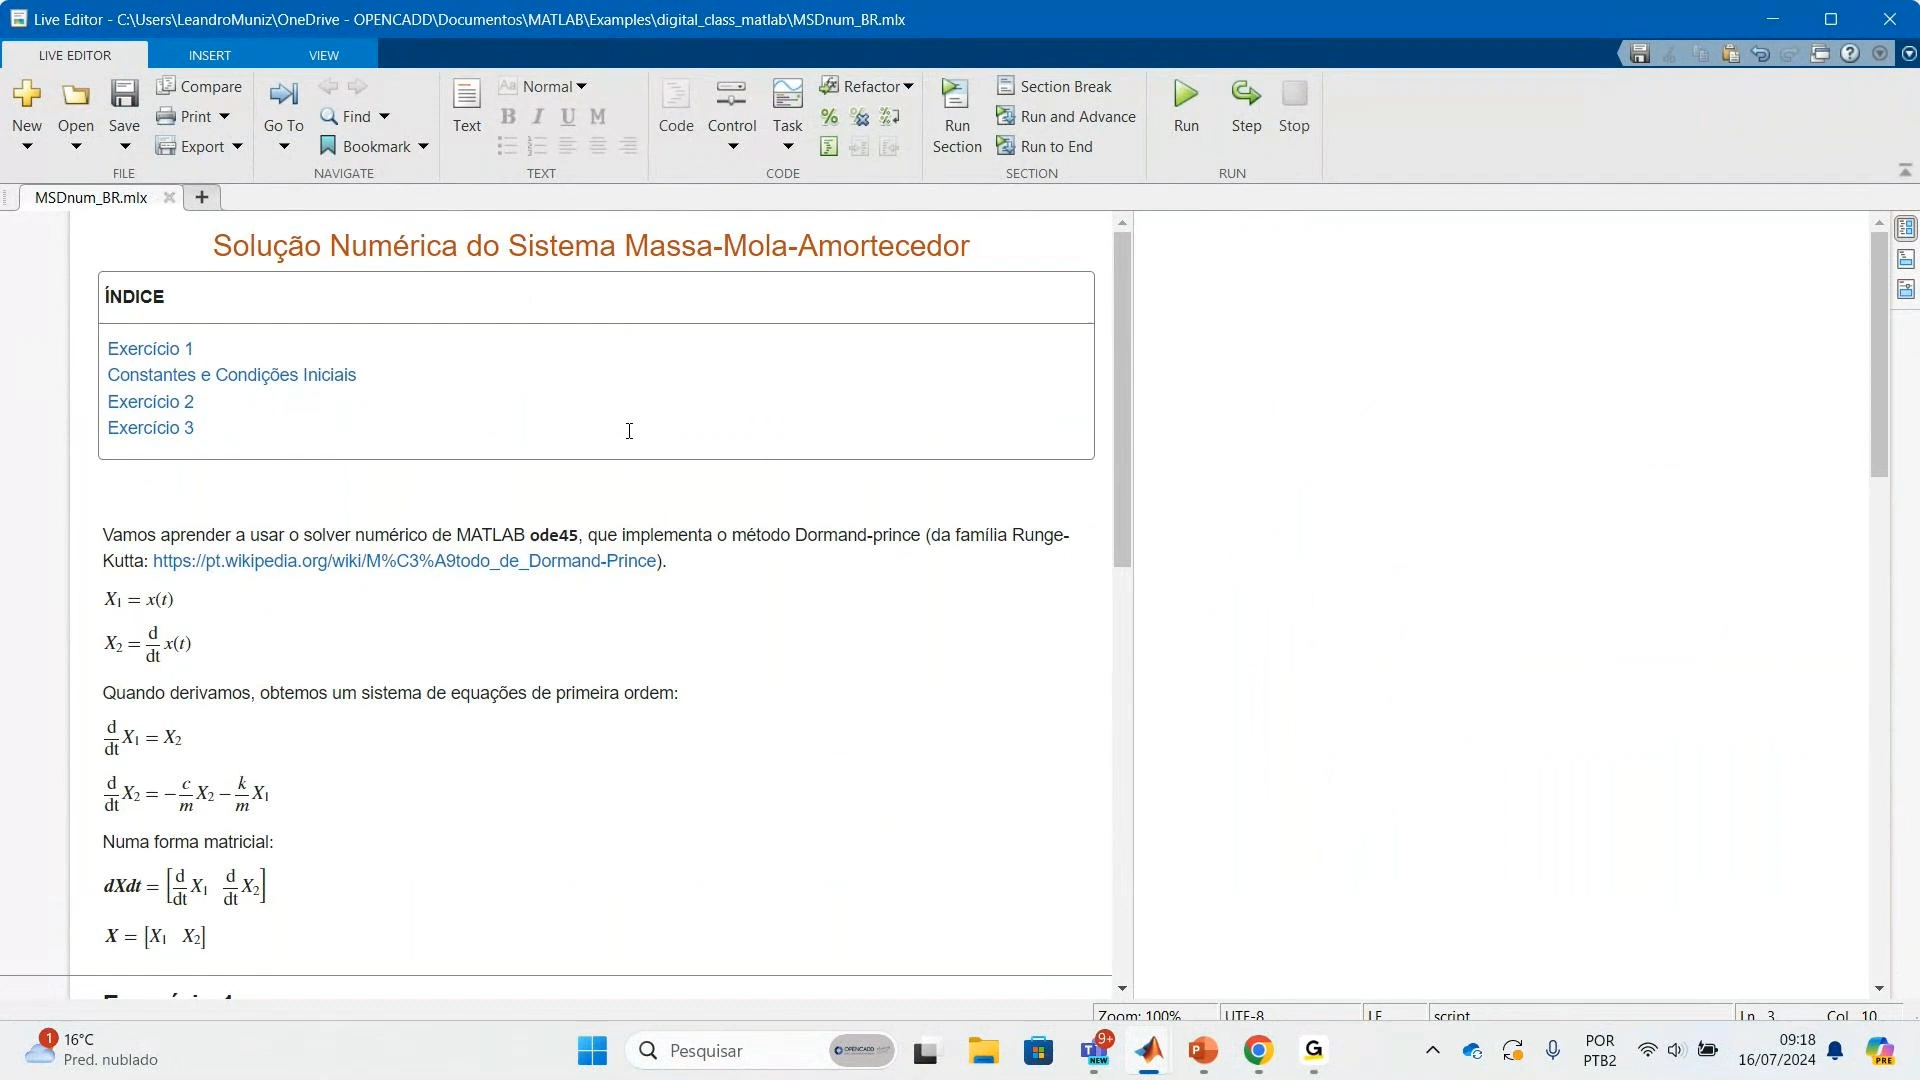 Live Editor - C:\Users\LeandroMuniz\OneDrive - OPENCADD\Documentos\MATLAB\Examples\digital_class_matlab\MSDnum_BR.mlx
LIVE EDITOR INSERT VIEW
New Open Save Compare Print Export
FILE
Go To Find Bookmark
NAVIGATE
Text Aa Normal B I U M
TEXT
Code Control Task Refactor
CODE
Run Section Section Break Run and Advance Run to End
SECTION
Run Step Stop
RUN
MSDnum_BR.mlx
Solução Numérica do Sistema Massa-Mola-Amortecedor
ÍNDICE
Exercício 1
Constantes e Condições Iniciais
Exercício 2
Exercício 3
Vamos aprender a usar o solver numérico de MATLAB ode45, que implementa o método Dormand-prince (da família Runge-
Kutta: https://pt.wikipedia.org/wiki/M%C3%A9todo_de_Dormand-Prince).
X₁ = x(t)
X₂ = d/dt x(t)
Quando derivamos, obtemos um sistema de equações de primeira ordem:
d/dt X₁ = X₂
d/dt X₂ = −c/m X₂ − k/m X₁
Numa forma matricial:
dXdt = [d/dt X₁ d/dt X₂]
X = [X₁ X₂]
Zoom: 100% UTF-8 LF script Ln 3 Col 10
1 16°C
Pred. nublado
Pesquisar OPENCADD
9+
NEW
G
POR
PTB2
09:18
16/07/2024
PRE